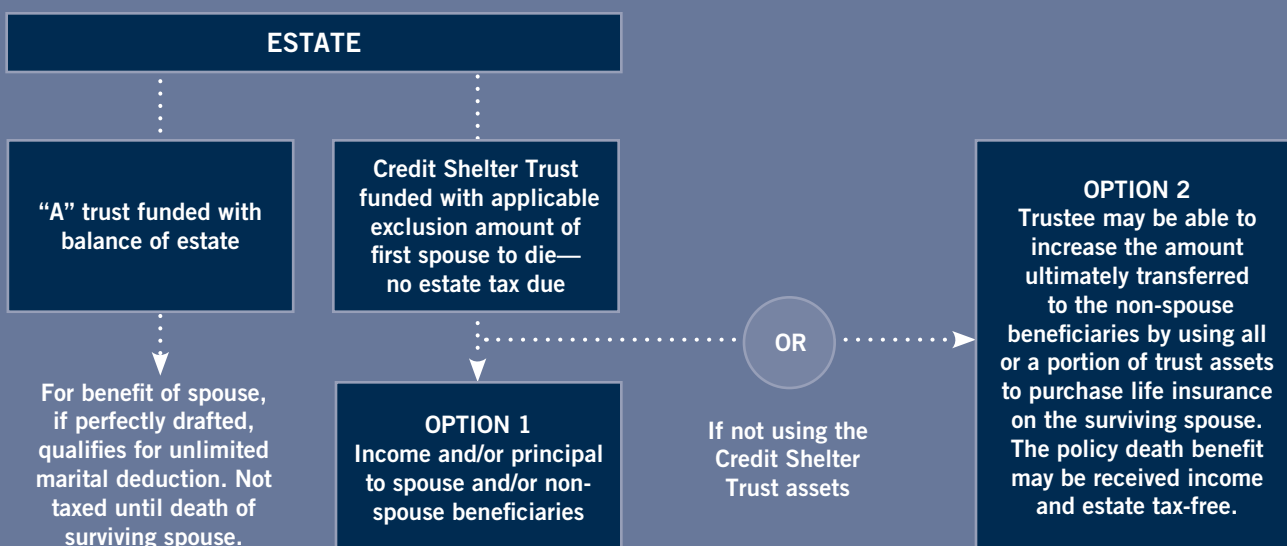 ESTATE
“A” trust funded with
balance of estate
Credit Shelter Trust
funded with applicable
exclusion amount of
first spouse to die—
no estate tax due
For benefit of spouse,
if perfectly drafted,
qualifies for unlimited
marital deduction. Not
taxed until death of
surviving spouse.
OPTION 1
Income and/or principal
to spouse and/or non-
spouse beneficiaries
OR
If not using the
Credit Shelter
Trust assets
OPTION 2
Trustee may be able to
increase the amount
ultimately transferred
to the non-spouse
beneficiaries by using all
or a portion of trust assets
to purchase life insurance
on the surviving spouse.
The policy death benefit
may be received income
and estate tax-free.